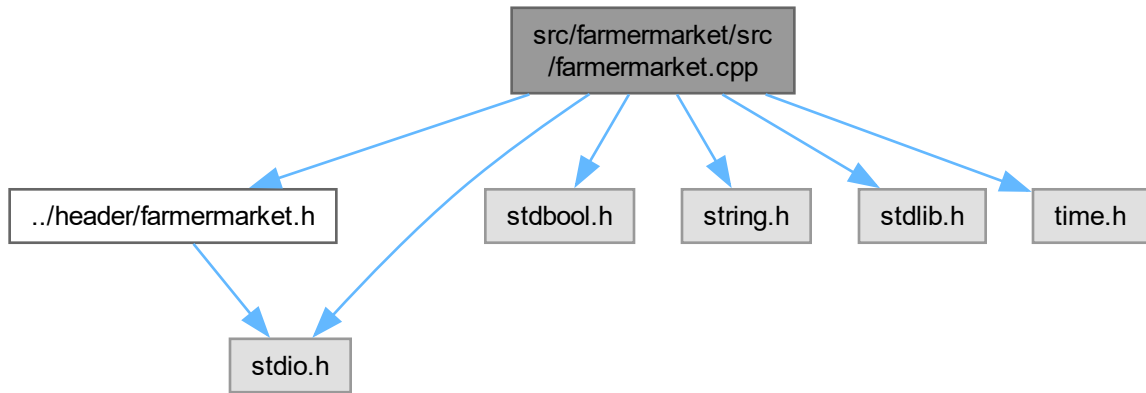 src/farmermarket/src
/farmermarket.cpp
../header/farmermarket.h
stdbool.h
string.h
stdlib.h
time.h
stdio.h